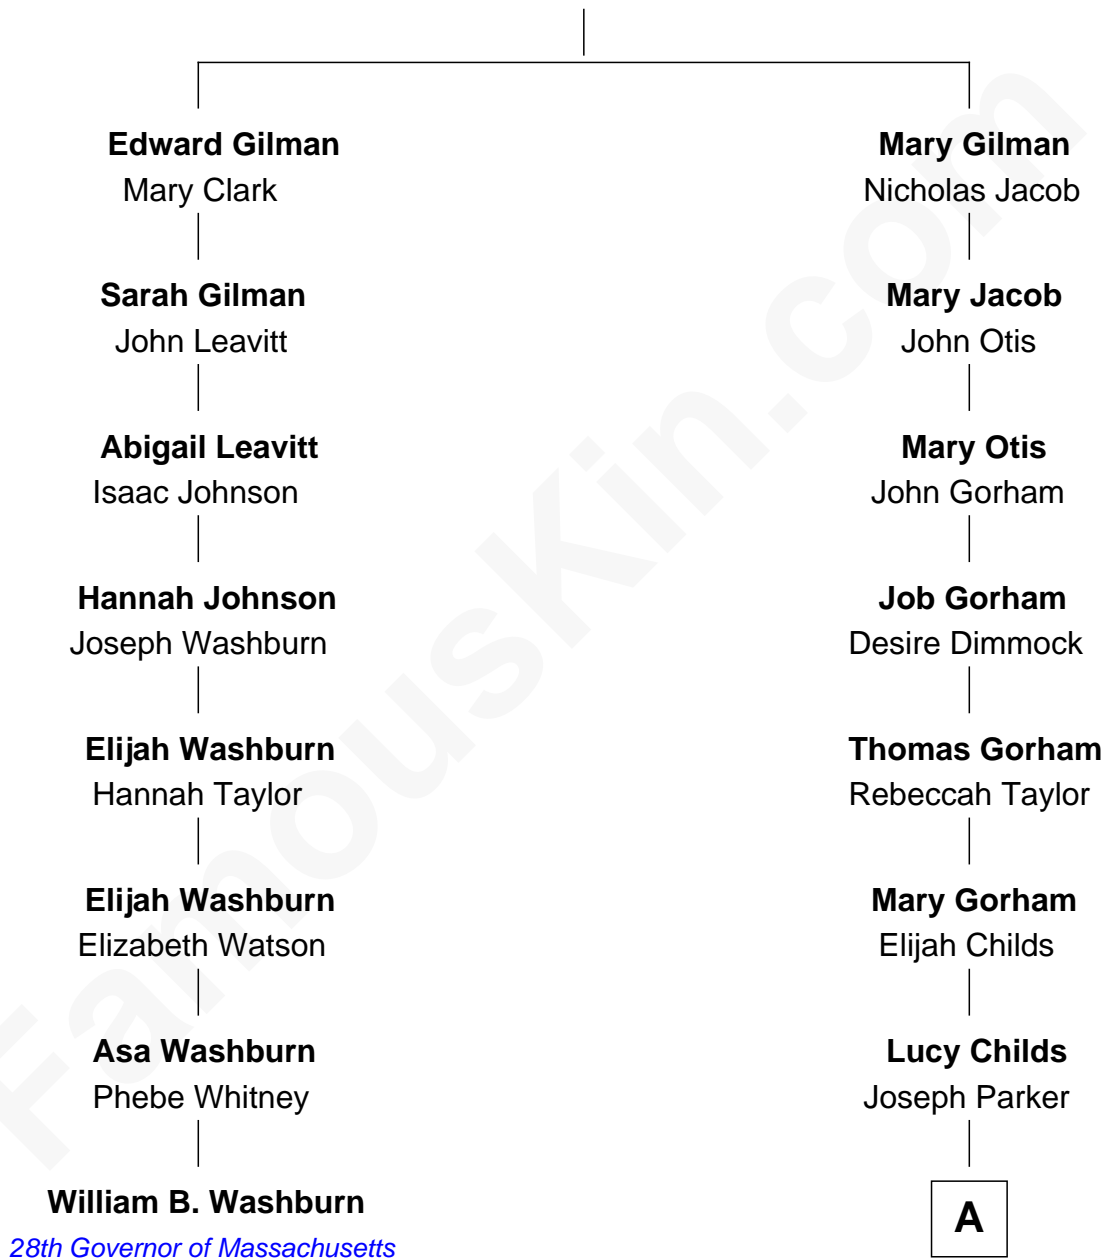 Edward Gilman
Mary Clark
Sarah Gilman
John Leavitt
Abigail Leavitt
Isaac Johnson
Hannah Johnson
Joseph Washburn
Elijah Washburn
Hannah Taylor
Elijah Washburn
Elizabeth Watson
Asa Washburn
Phebe Whitney
William B. Washburn
28th Governor of Massachusetts
Mary Gilman
Nicholas Jacob
Mary Jacob
John Otis
Mary Otis
John Gorham
Job Gorham
Desire Dimmock
Thomas Gorham
Rebeccah Taylor
Mary Gorham
Elijah Childs
Lucy Childs
Joseph Parker
A
FamousKin.com